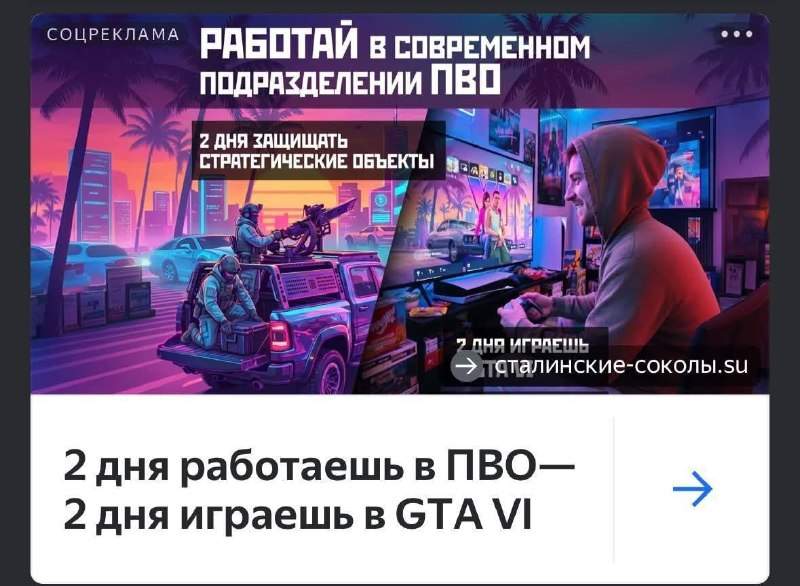 СОЦРЕКЛАМА
РАБОТАЙ В СОВРЕМЕННОМ
ПОДРАЗДЕЛЕНИИ ПВО
2 ДНЯ ЗАЩИЩАТЬ
СТРАТЕГИЧЕСКИЕ ОБЪЕКТЫ
2 ДНЯ ИГРАЕШЬ
сталинские-соколы.su
2 дня работаешь в ПВО—
2 дня играешь в GTA VI